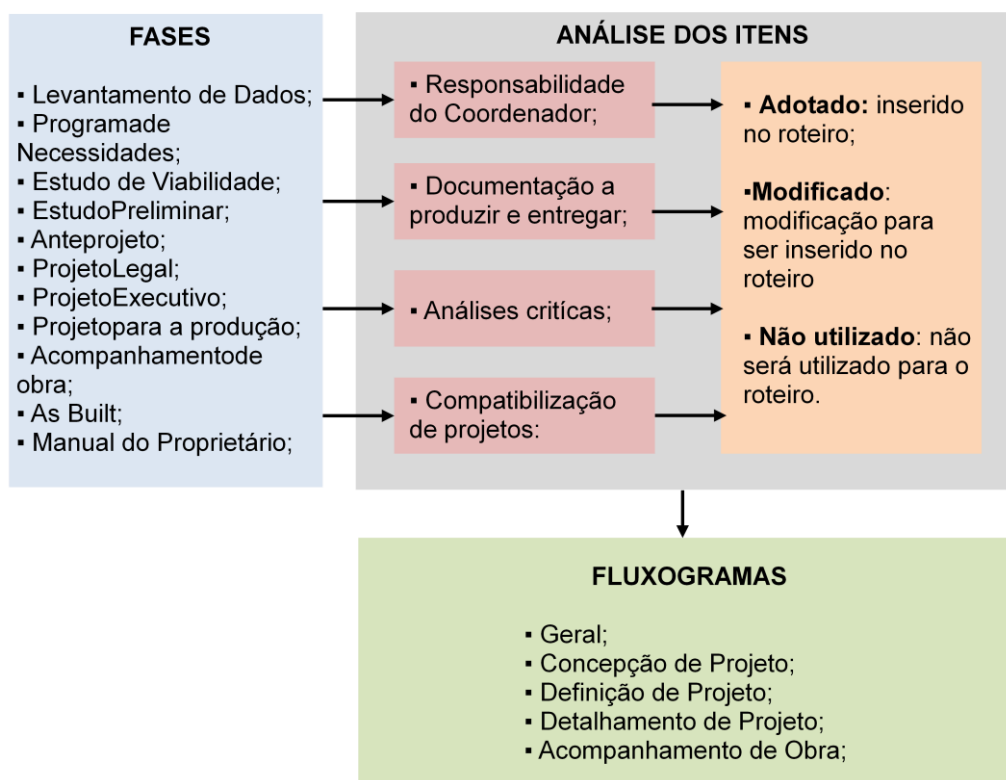 FASES
▪ Levantamento de Dados;
▪ Programade
Necessidades;
▪ Estudo de Viabilidade;
▪ EstudoPreliminar;
▪ Anteprojeto;
▪ ProjetoLegal;
▪ ProjetoExecutivo;
▪ Projetopara a produção;
▪ Acompanhamentode
obra;
▪ As Built;
▪ Manual do Proprietário;
ANÁLISE DOS ITENS
▪ Responsabilidade
do Coordenador;
▪ Documentação a
produzir e entregar;
▪ Análises critícas;
▪ Compatibilização
de projetos:
▪ Adotado: inserido
no roteiro;
▪Modificado:
modificação para
ser inserido no
roteiro
▪ Não utilizado: não
será utilizado para o
roteiro.
FLUXOGRAMAS
▪ Geral;
▪ Concepção de Projeto;
▪ Definição de Projeto;
▪ Detalhamento de Projeto;
▪ Acompanhamento de Obra;